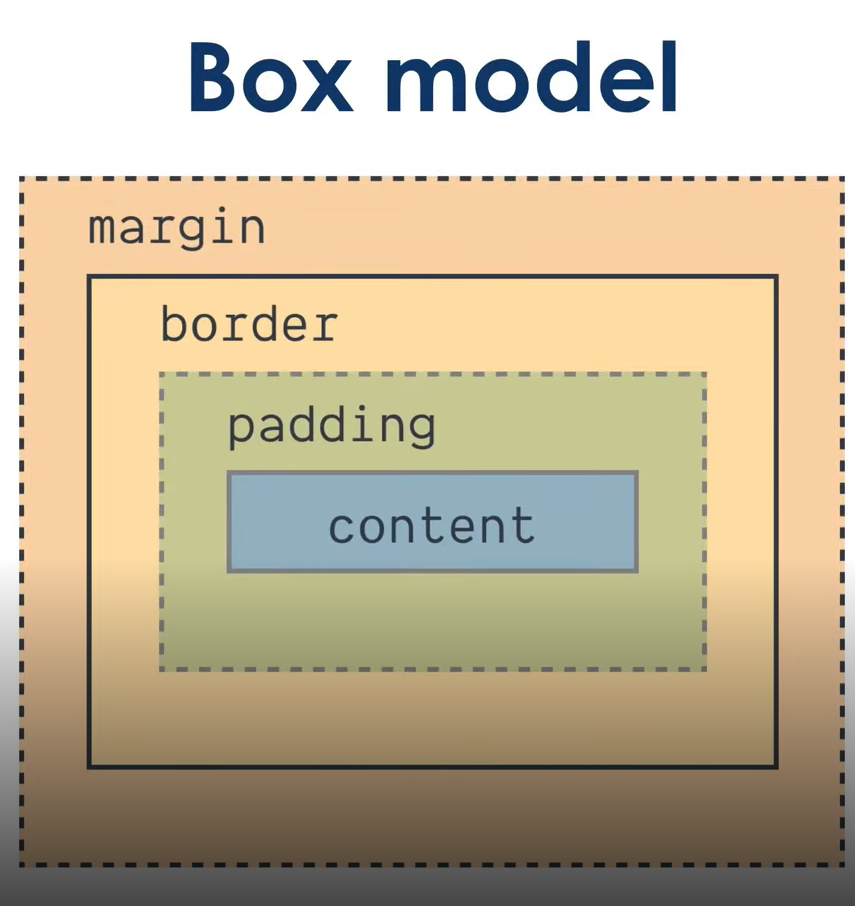 Box model
margin
border
padding
content